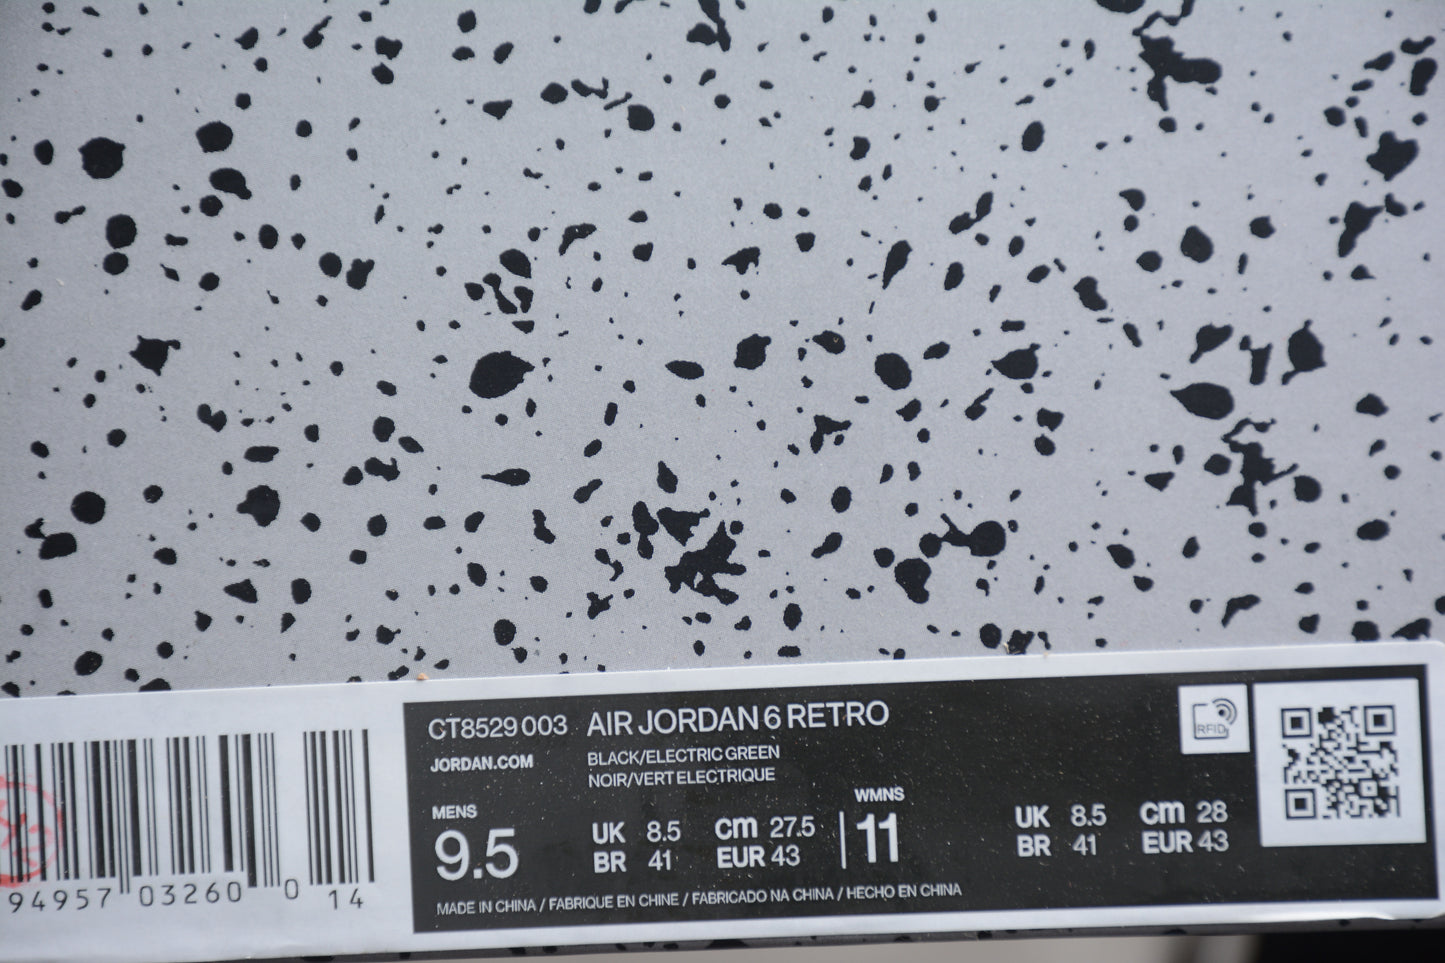 CT8529 003 AIR JORDAN 6 RETRO
JORDAN.COM
BLACK/ELECTRIC GREEN
NOIR/VERT ELECTRIQUE
RFID
MENS
9.5
UK 8.5 cm 27.5
BR 41 EUR 43
WMNS
11
UK 8.5 cm 28
BR 41 EUR 43
MADE IN CHINA / FABRIQUE EN CHINE / FABRICADO NA CHINA / HECHO EN CHINA
94957 03260 0 14